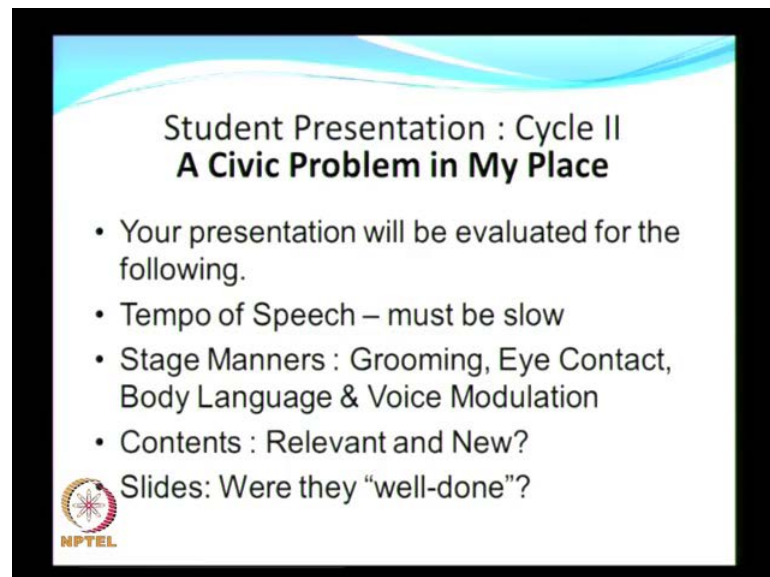 Student Presentation : Cycle II
A Civic Problem in My Place
• Your presentation will be evaluated for the
following.
• Tempo of Speech – must be slow
• Stage Manners : Grooming, Eye Contact,
Body Language & Voice Modulation
• Contents : Relevant and New?
Slides: Were they “well-done”?
NPTEL